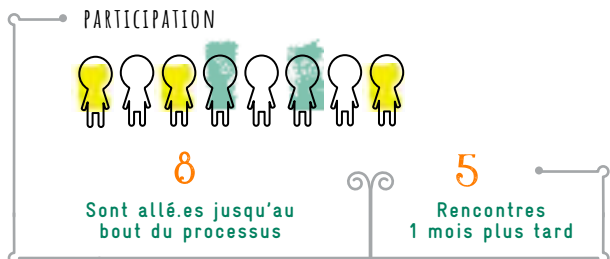 PARTICIPATION
8
Sont allé.es jusqu'au
bout du processus
5
Rencontres
1 mois plus tard